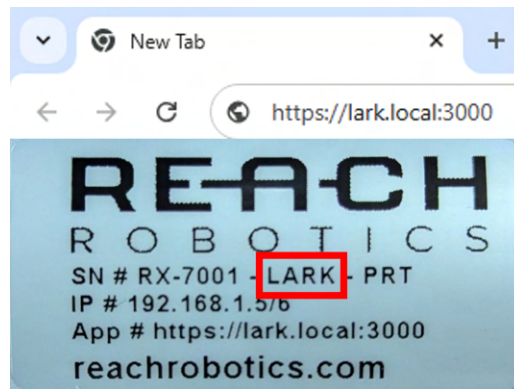 New Tab
https://lark.local:3000
REACH
ROBOTICS
SN # RX-7001 - LARK - PRT
IP # 192.168.1.5/6
App # https://lark.local:3000
reachrobotics.com